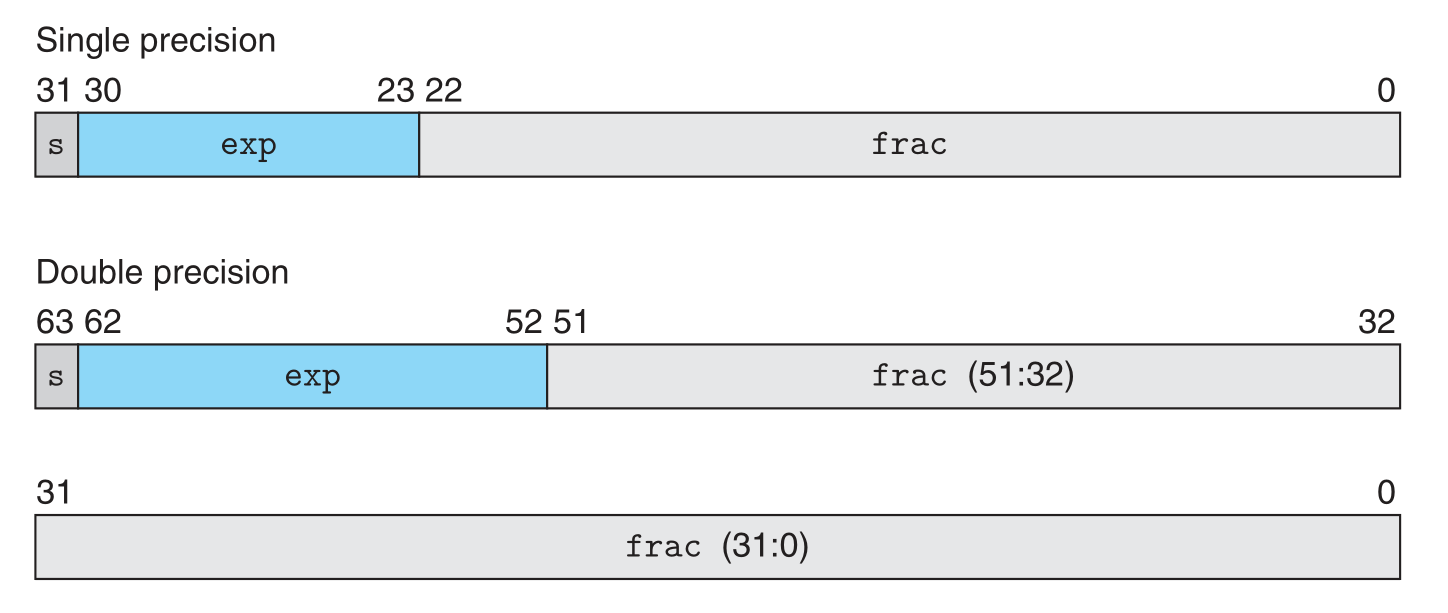 Single precision
31 30 23 22 0
s exp frac
Double precision
63 62 52 51 32
s exp frac (51:32)
31 0
frac (31:0)